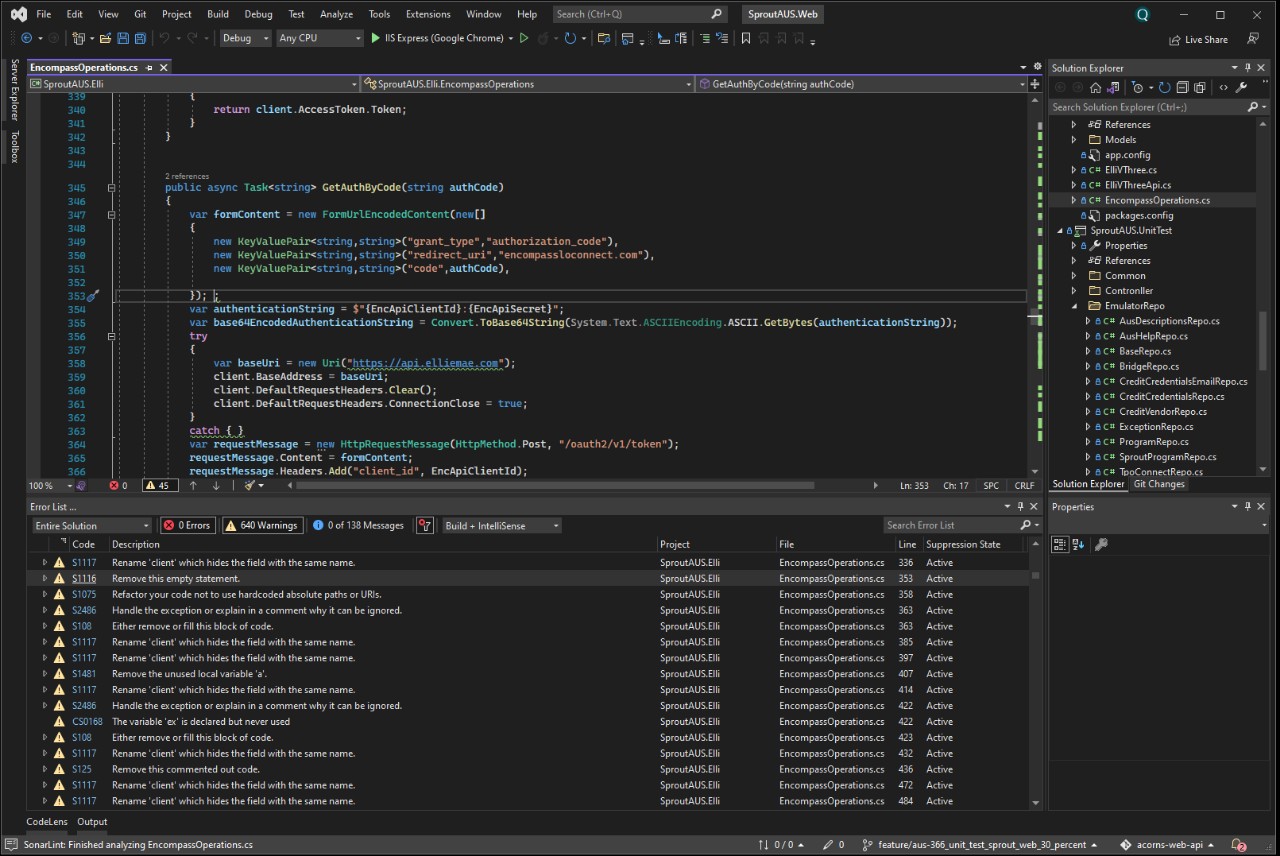 File Edit View Git Project Build Debug Test Analyze Tools Extensions Window Help Search (Ctrl+Q) SproutAUS.Web Q
Debug Any CPU IIS Express (Google Chrome) Live Share
Server Explorer
Toolbox
EncompassOperations.cs
SproutAUS.Elli SproutAUS.Elli.EncompassOperations GetAuthByCode(string authCode)
339 {
340 return client.AccessToken.Token;
341 }
342 }
343
344
2 references
345 public async Task<string> GetAuthByCode(string authCode)
346 {
347 var formContent = new FormUrlEncodedContent(new[]
348 {
349 new KeyValuePair<string,string>("grant_type","authorization_code"),
350 new KeyValuePair<string,string>("redirect_uri","encompassloconnect.com"),
351 new KeyValuePair<string,string>("code",authCode),
352
353 }); ;
354 var authenticationString = $"{EncApiClientId}:{EncApiSecret}";
355 var base64EncodedAuthenticationString = Convert.ToBase64String(System.Text.ASCIIEncoding.ASCII.GetBytes(authenticationString));
356 try
357 {
358 var baseUri = new Uri("https://api.elliemae.com");
359 client.BaseAddress = baseUri;
360 client.DefaultRequestHeaders.Clear();
361 client.DefaultRequestHeaders.ConnectionClose = true;
362 }
363 catch { }
364 var requestMessage = new HttpRequestMessage(HttpMethod.Post, "/oauth2/v1/token");
365 requestMessage.Content = formContent;
366 requestMessage.Headers.Add("client_id", EncApiClientId);
100 % 0 45 Ln: 353 Ch: 17 SPC CRLF
Solution Explorer
Search Solution Explorer (Ctrl+;)
References
Models
app.config
C# ElliVThree.cs
C# ElliVThreeApi.cs
C# EncompassOperations.cs
packages.config
SproutAUS.UnitTest
Properties
References
Common
Contronller
EmulatorRepo
C# AusDescriptionsRepo.cs
C# AusHelpRepo.cs
C# BaseRepo.cs
C# BridgeRepo.cs
C# CreditCredentialsEmailRepo.cs
C# CreditCredentialsRepo.cs
C# CreditVendorRepo.cs
C# ExceptionRepo.cs
C# ProgramRepo.cs
C# SproutProgramRepo.cs
C# TpoConnectRepo.cs
Solution Explorer Git Changes
Properties
Error List ...
Entire Solution 0 Errors 640 Warnings 0 of 138 Messages Build + IntelliSense Search Error List
Code Description Project File Line Suppression State
S1117 Rename 'client' which hides the field with the same name. SproutAUS.Elli EncompassOperations.cs 336 Active
S1116 Remove this empty statement. SproutAUS.Elli EncompassOperations.cs 353 Active
S1075 Refactor your code not to use hardcoded absolute paths or URIs. SproutAUS.Elli EncompassOperations.cs 358 Active
S2486 Handle the exception or explain in a comment why it can be ignored. SproutAUS.Elli EncompassOperations.cs 363 Active
S108 Either remove or fill this block of code. SproutAUS.Elli EncompassOperations.cs 363 Active
S1117 Rename 'client' which hides the field with the same name. SproutAUS.Elli EncompassOperations.cs 385 Active
S1117 Rename 'client' which hides the field with the same name. SproutAUS.Elli EncompassOperations.cs 397 Active
S1481 Remove the unused local variable 'a'. SproutAUS.Elli EncompassOperations.cs 407 Active
S1117 Rename 'client' which hides the field with the same name. SproutAUS.Elli EncompassOperations.cs 414 Active
S2486 Handle the exception or explain in a comment why it can be ignored. SproutAUS.Elli EncompassOperations.cs 422 Active
CS0168 The variable 'ex' is declared but never used SproutAUS.Elli EncompassOperations.cs 422 Active
S108 Either remove or fill this block of code. SproutAUS.Elli EncompassOperations.cs 423 Active
S1117 Rename 'client' which hides the field with the same name. SproutAUS.Elli EncompassOperations.cs 432 Active
S125 Remove this commented out code. SproutAUS.Elli EncompassOperations.cs 436 Active
S1117 Rename 'client' which hides the field with the same name. SproutAUS.Elli EncompassOperations.cs 472 Active
S1117 Rename 'client' which hides the field with the same name. SproutAUS.Elli EncompassOperations.cs 484 Active
CodeLens Output
SonarLint: Finished analyzing EncompassOperations.cs 0 / 0 0 feature/aus-366_unit_test_sprout_web_30_percent acorns-web-api 2